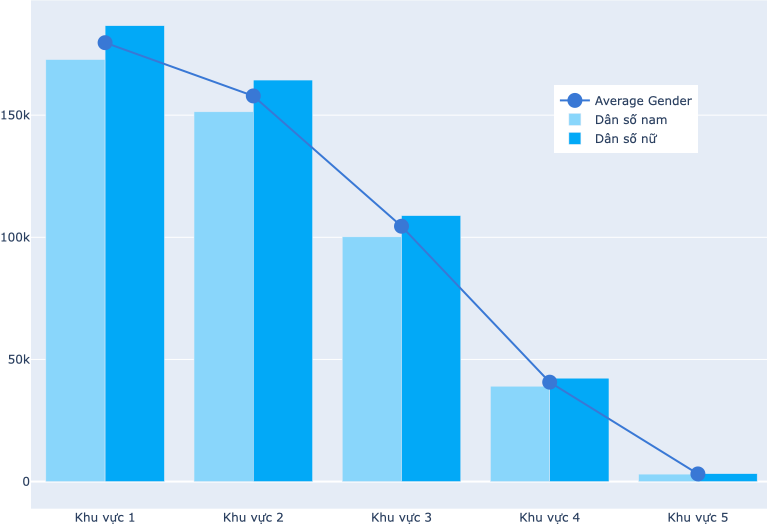 150k
100k
50k
0
Average Gender
Dân số nam
Dân số nữ
Khu vực 1 Khu vực 2 Khu vực 3 Khu vực 4 Khu vực 5